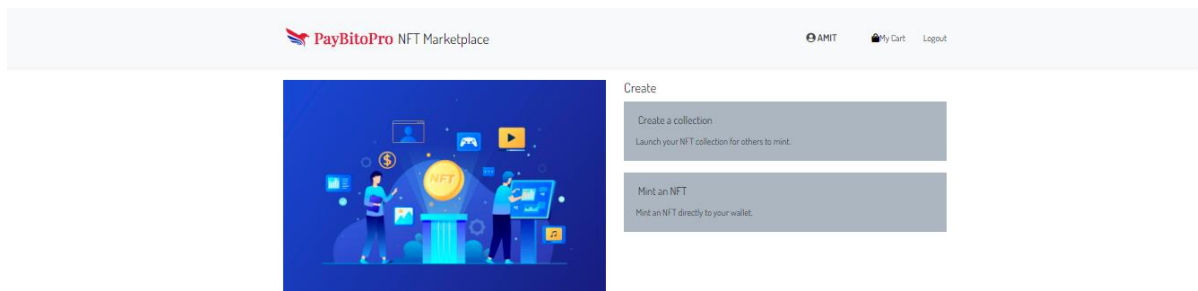 PayBitoPro NFT Marketplace
AMIT
My Cart
Logout
Create
Create a collection
Launch your NFT collection for others to mint.
Mint an NFT
Mint an NFT directly to your wallet.
NFT